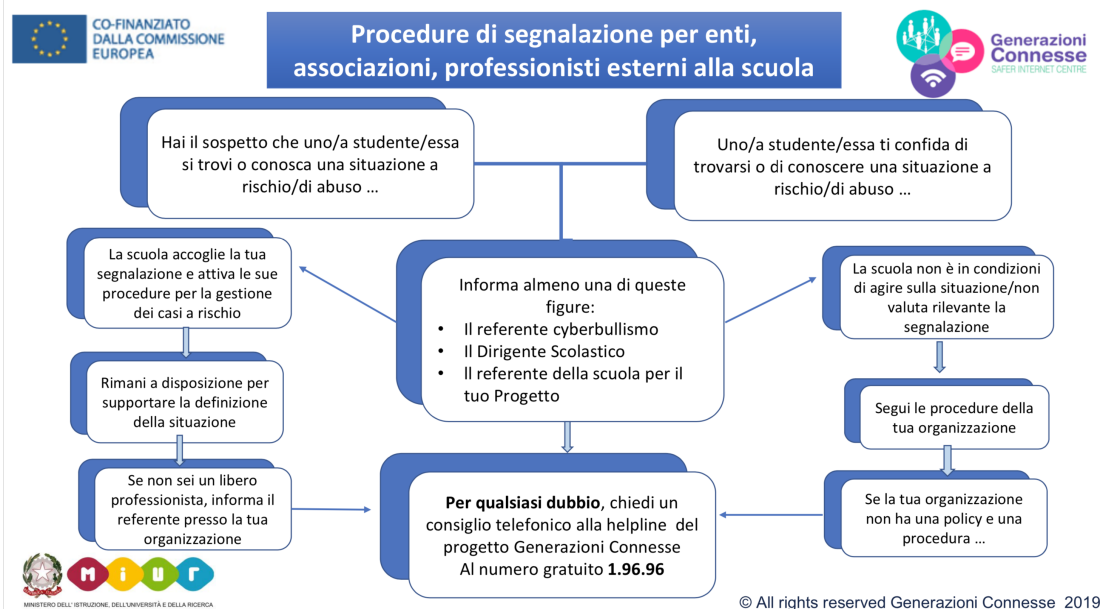 CO-FINANZIATO
DALLA COMMISSIONE
EUROPEA
Procedure di segnalazione per enti,
associazioni, professionisti esterni alla scuola
Generazioni
Connesse
SAFER INTERNET CENTRE
Hai il sospetto che uno/a studente/essa
si trovi o conosca una situazione a
rischio/di abuso ...
Uno/a studente/essa ti confida di
trovarsi o di conoscere una situazione a
rischio/di abuso ...
La scuola accoglie la tua
segnalazione e attiva le sue
procedure per la gestione
dei casi a rischio
Informa almeno una di queste
figure:
• Il referente cyberbullismo
• Il Dirigente Scolastico
• Il referente della scuola per il
tuo Progetto
La scuola non è in condizioni
di agire sulla situazione/non
valuta rilevante la
segnalazione
Rimani a disposizione per
supportare la definizione
della situazione
Segui le procedure della
tua organizzazione
Se non sei un libero
professionista, informa il
referente presso la tua
organizzazione
Per qualsiasi dubbio, chiedi un
consiglio telefonico alla helpline del
progetto Generazioni Connesse
Al numero gratuito 1.96.96
Se la tua organizzazione
non ha una policy e una
procedura ...
miur
MINISTERO DELL' ISTRUZIONE, DELL'UNIVERSITÀ E DELLA RICERCA
© All rights reserved Generazioni Connesse 2019